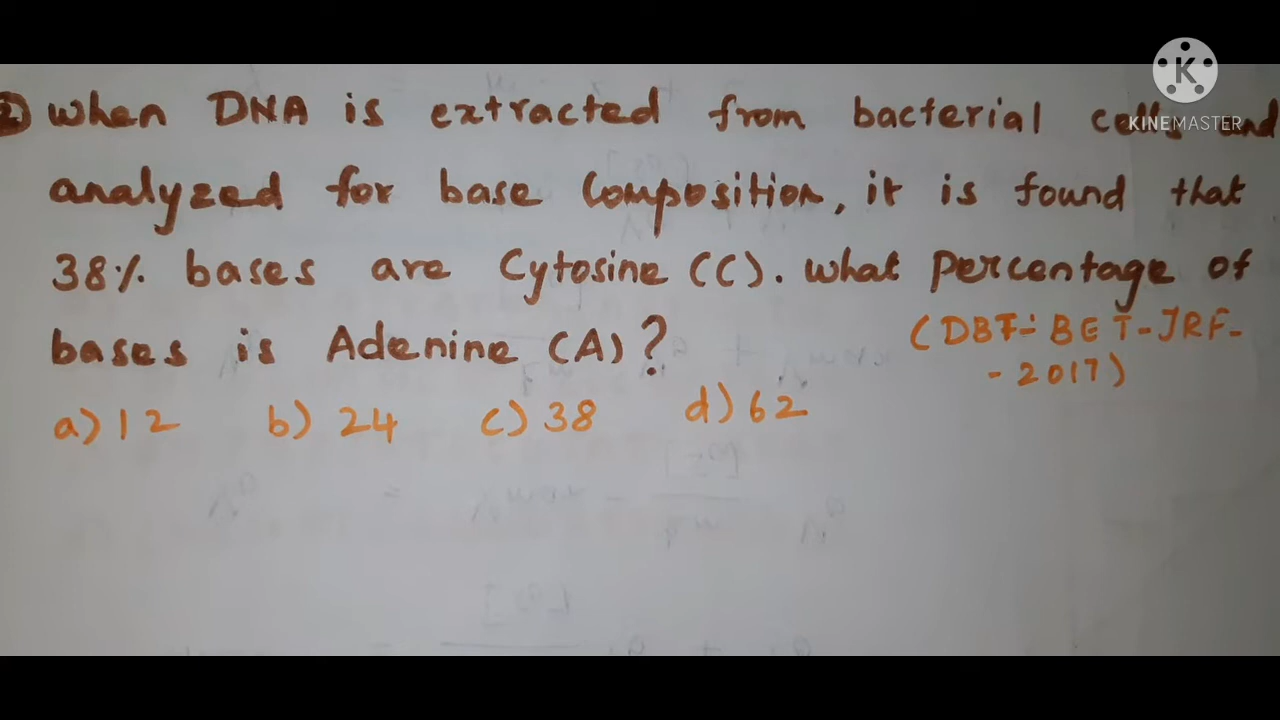 2) When DNA is extracted from bacterial cells and
analyzed for base composition, it is found that
38% bases are Cytosine (C). What percentage of
bases is Adenine (A)?
(DBT-BET-JRF-
- 2017)
a) 12 b) 24 c) 38 d) 62
K
KINEMASTER